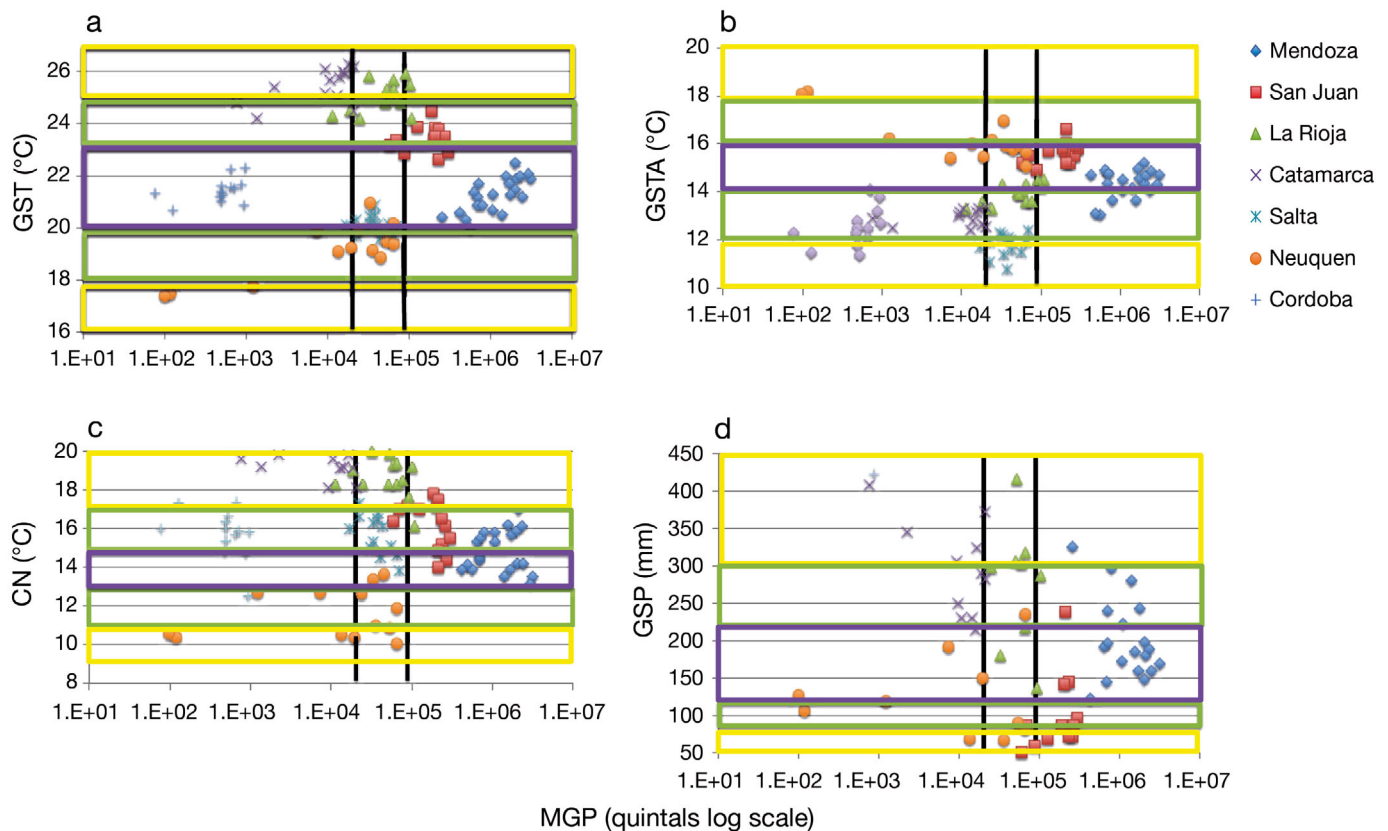 a
GST (°C)
26
24
22
20
18
16
1.E+01 1.E+02 1.E+03 1.E+04 1.E+05 1.E+06 1.E+07
b
GSTA (°C)
20
18
16
14
12
10
1.E+01 1.E+02 1.E+03 1.E+04 1.E+05 1.E+06 1.E+07
Mendoza
San Juan
La Rioja
Catamarca
Salta
Neuquen
Cordoba
c
CN (°C)
20
18
16
14
12
10
8
1.E+01 1.E+02 1.E+03 1.E+04 1.E+05 1.E+06 1.E+07
d
GSP (mm)
450
400
350
300
250
200
150
100
50
1.E+01 1.E+02 1.E+03 1.E+04 1.E+05 1.E+06 1.E+07
MGP (quintals log scale)